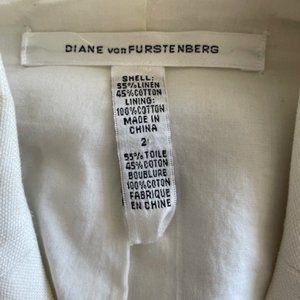 DIANE von FURSTENBERG
SHELL:
55%LINEN
45%COTTON
LINING:
100%COTTON
MADE IN
CHINA
2
55%TOILE
45%COTON
BOUBLURE
100%COTON
FABRIQUE
EN CHINE